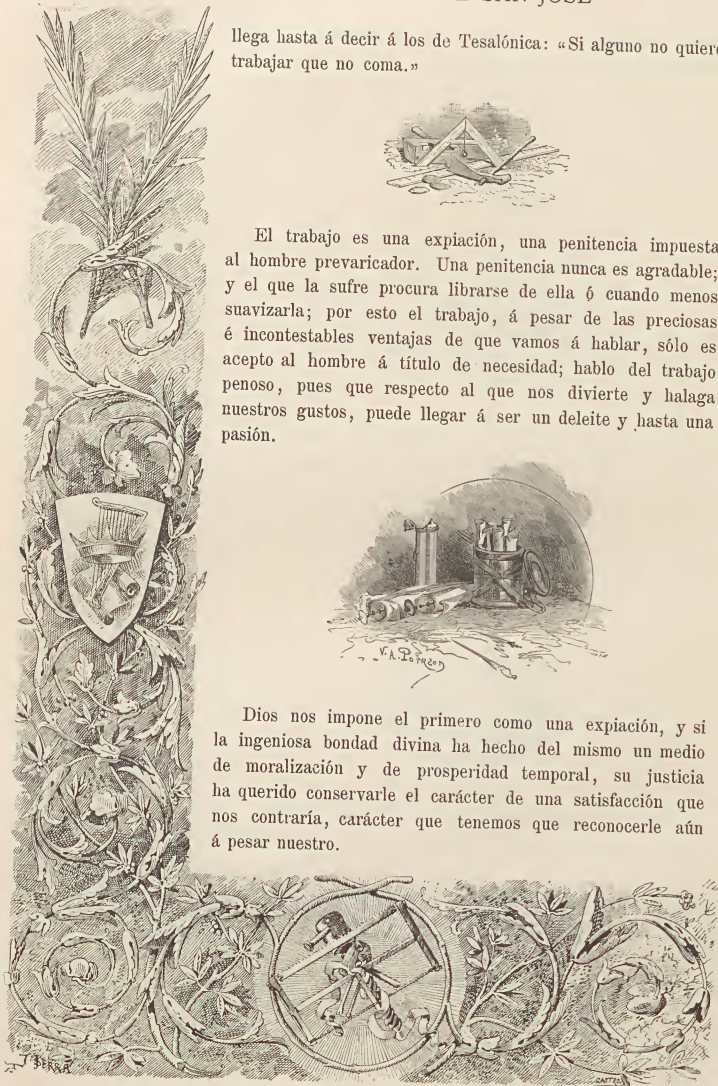 SAN JOSÉ
llega hasta á decir á los de Tesalónica: «Si alguno no quiere
trabajar que no coma.»
El trabajo es una expiación, una penitencia impuesta
al hombre prevaricador. Una penitencia nunca es agradable;
y el que la sufre procura librarse de ella ó cuando menos
suavizarla; por esto el trabajo, á pesar de las preciosas
é incontestables ventajas de que vamos á hablar, sólo es
acepto al hombre á título de necesidad; hablo del trabajo
penoso, pues que respecto al que nos divierte y halaga
nuestros gustos, puede llegar á ser un deleite y hasta una
pasión.
V. A. 
Dios nos impone el primero como una expiación, y si
la ingeniosa bondad divina ha hecho del mismo un medio
de moralización y de prosperidad temporal, su justicia
ha querido conservarle el carácter de una satisfacción que
nos contraría, carácter que tenemos que reconocerle aún
á pesar nuestro.
SERRA